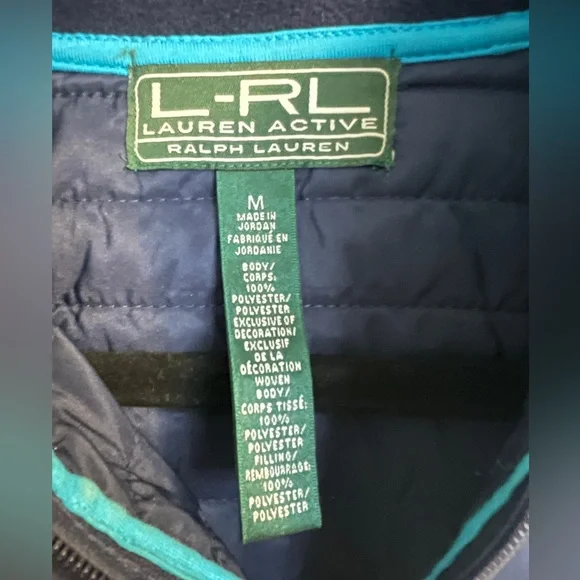 L-RL
LAUREN ACTIVE
RALPH LAUREN
M
MADE IN
JORDAN
FABRIQUÉ EN
JORDANIE
BODY/
CORPS:
100%
POLYESTER/
POLYESTER
EXCLUSIVE OF
DECORATION/
EXCLUSIF
DE LA
DÉCORATION
WOVEN
BODY/
CORPS TISSÉ:
100%
POLYESTER/
POLYESTER
FILLING/
REMBOURRAGE:
100%
POLYESTER/
POLYESTER